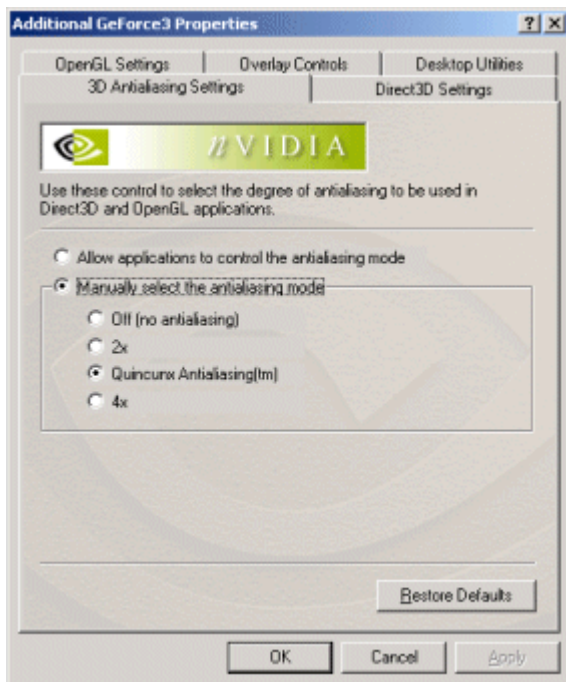 Additional GeForce3 Properties
OpenGL Settings
Overlay Controls
Desktop Utilities
3D Antialiasing Settings
Direct3D Settings
nVIDIA
Use these control to select the degree of antialiasing to be used in
Direct3D and OpenGL applications.
Allow applications to control the antialiasing mode
Manually select the antialiasing mode
Off (no antialiasing)
2x
Quincunx Antialiasing(tm)
4x
Restore Defaults
OK
Cancel
Apply